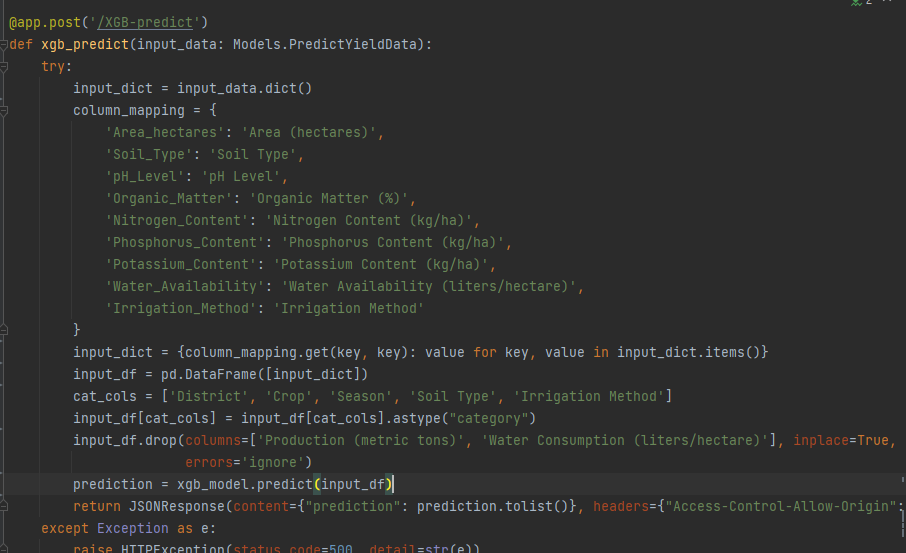 2
@app.post('/XGB-predict')
def xgb_predict(input_data: Models.PredictYieldData):
    try:
        input_dict = input_data.dict()
        column_mapping = {
            'Area_hectares': 'Area (hectares)',
            'Soil_Type': 'Soil Type',
            'pH_Level': 'pH Level',
            'Organic_Matter': 'Organic Matter (%)',
            'Nitrogen_Content': 'Nitrogen Content (kg/ha)',
            'Phosphorus_Content': 'Phosphorus Content (kg/ha)',
            'Potassium_Content': 'Potassium Content (kg/ha)',
            'Water_Availability': 'Water Availability (liters/hectare)',
            'Irrigation_Method': 'Irrigation Method'
        }
        input_dict = {column_mapping.get(key, key): value for key, value in input_dict.items()}
        input_df = pd.DataFrame([input_dict])
        cat_cols = ['District', 'Crop', 'Season', 'Soil Type', 'Irrigation Method']
        input_df[cat_cols] = input_df[cat_cols].astype("category")
        input_df.drop(columns=['Production (metric tons)', 'Water Consumption (liters/hectare)'], inplace=True,
                      errors='ignore')
        prediction = xgb_model.predict(input_df)
        return JSONResponse(content={"prediction": prediction.tolist()}, headers={"Access-Control-Allow-Origin":
    except Exception as e:
        raise HTTPException(status_code=500, detail=str(e))